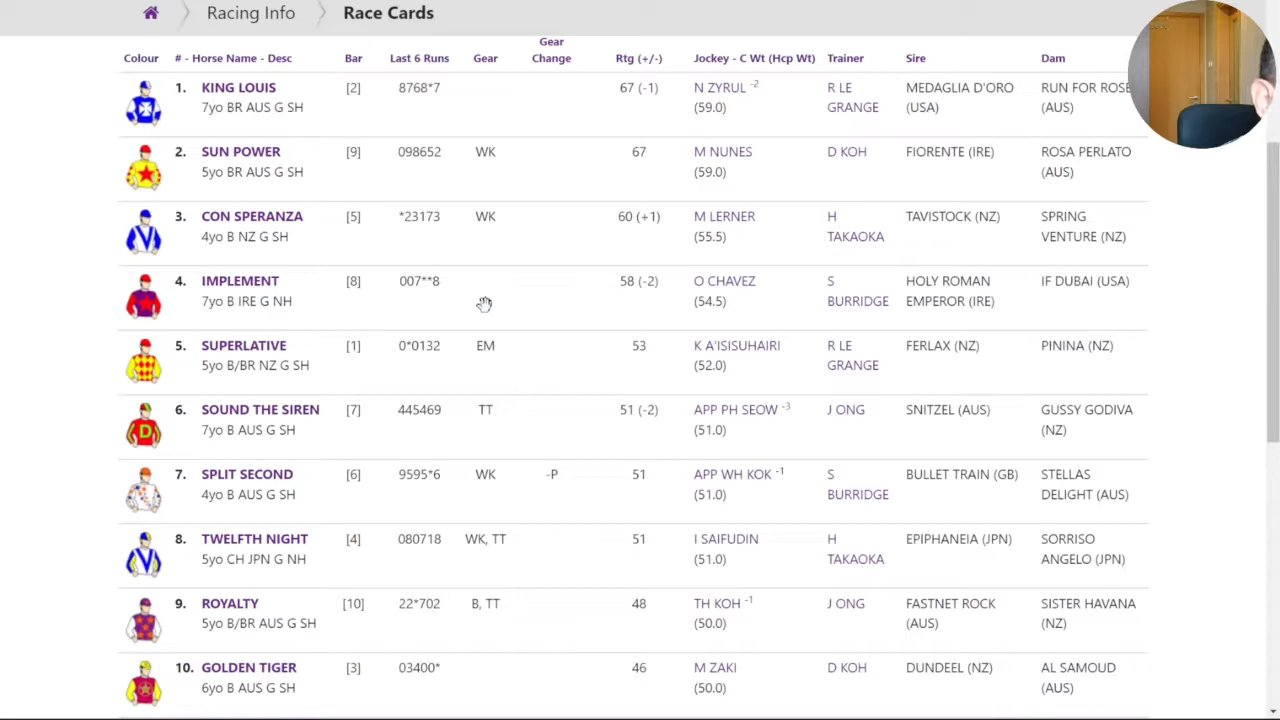 Racing Info Race Cards
Gear
Colour # - Horse Name - Desc Bar Last 6 Runs Gear Change Rtg (+/-) Jockey - C Wt (Hcp Wt) Trainer Sire Dam
1. KING LOUIS [2] 8768*7 67 (-1) N ZYRUL -2 R LE MEDAGLIA D'ORO RUN FOR ROSE
7yo BR AUS G SH (59.0) GRANGE (USA) (AUS)
2. SUN POWER [9] 098652 WK 67 M NUNES D KOH FIORENTE (IRE) ROSA PERLATO
5yo BR AUS G SH (59.0) (AUS)
3. CON SPERANZA [5] *23173 WK 60 (+1) M LERNER H TAVISTOCK (NZ) SPRING
4yo B NZ G SH (55.5) TAKAOKA VENTURE (NZ)
4. IMPLEMENT [8] 007**8 58 (-2) O CHAVEZ S HOLY ROMAN IF DUBAI (USA)
7yo B IRE G NH (54.5) BURRIDGE EMPEROR (IRE)
5. SUPERLATIVE [1] 0*0132 EM 53 K A'ISISUHAIRI R LE FERLAX (NZ) PININA (NZ)
5yo B/BR NZ G SH (52.0) GRANGE
6. SOUND THE SIREN [7] 445469 TT 51 (-2) APP PH SEOW -3 J ONG SNITZEL (AUS) GUSSY GODIVA
7yo B AUS G SH (51.0) (NZ)
7. SPLIT SECOND [6] 9595*6 WK -P 51 APP WH KOK -1 S BULLET TRAIN (GB) STELLAS
4yo B AUS G SH (51.0) BURRIDGE DELIGHT (AUS)
8. TWELFTH NIGHT [4] 080718 WK, TT 51 I SAIFUDIN H EPIPHANEIA (JPN) SORRISO
5yo CH JPN G NH (51.0) TAKAOKA ANGELO (JPN)
9. ROYALTY [10] 22*702 B, TT 48 TH KOH -1 J ONG FASTNET ROCK SISTER HAVANA
5yo B/BR AUS G SH (50.0) (AUS) (NZ)
10. GOLDEN TIGER [3] 03400* 46 M ZAKI D KOH DUNDEEL (NZ) AL SAMOUD
6yo B AUS G SH (50.0) (AUS)